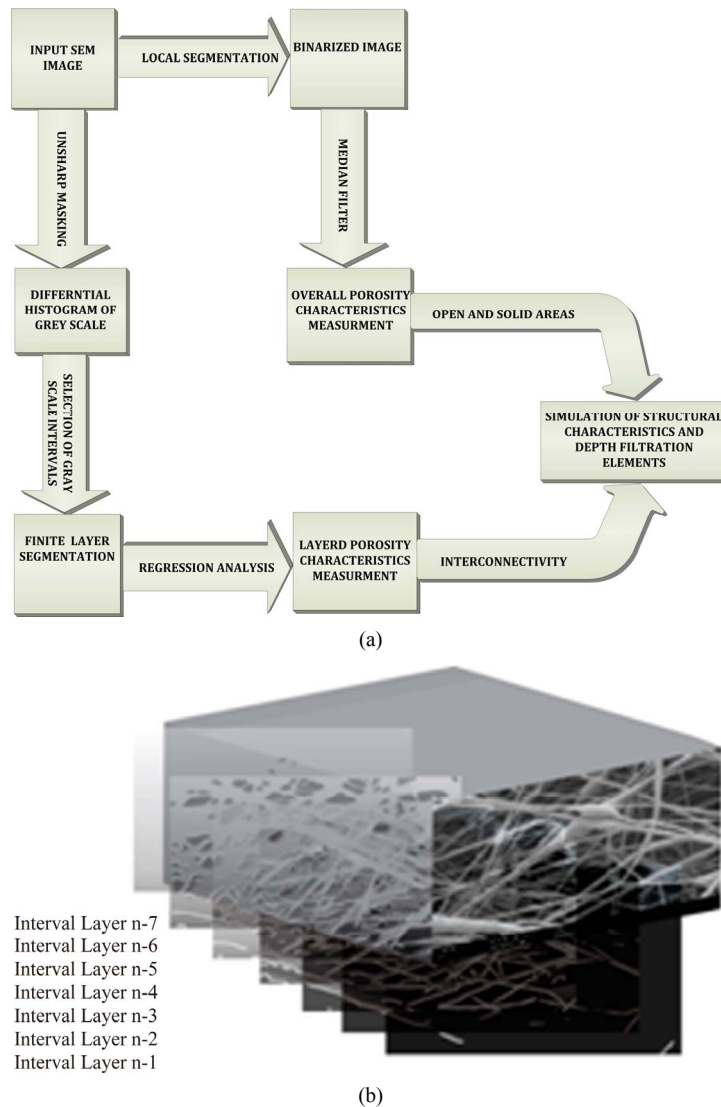 INPUT SEM
IMAGE
LOCAL SEGMENTATION
BINARIZED IMAGE
UNSHARP MASKING
MEDIAN FILTER
DIFFERNTIAL
HISTOGRAM OF
GREY SCALE
OVERALL POROSITY
CHARACTERISTICS
MEASURMENT
OPEN AND SOLID AREAS
SELECTION OF GRAY
SCALE INTERVALS
SIMULATION OF STRUCTURAL
CHARACTERISTICS AND
DEPTH FILTRATION
ELEMENTS
FINITE LAYER
SEGMENTATION
REGRESSION ANALYSIS
LAYERD POROSITY
CHARACTERISTICS
MEASURMENT
INTERCONNECTIVITY
(a)
Interval Layer n-7
Interval Layer n-6
Interval Layer n-5
Interval Layer n-4
Interval Layer n-3
Interval Layer n-2
Interval Layer n-1
(b)